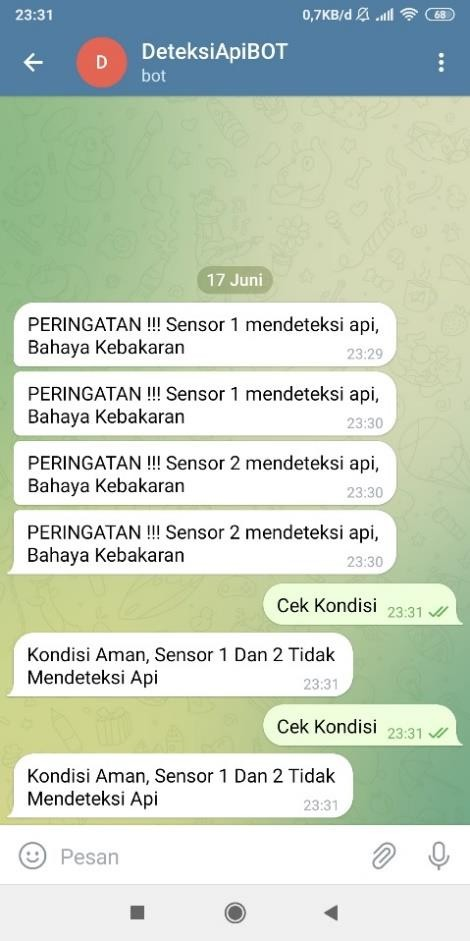 23:31
0,7KB/d
68
D
DeteksiApiBOT
bot
17 Juni
PERINGATAN !!! Sensor 1 mendeteksi api,
Bahaya Kebakaran
23:29
PERINGATAN !!! Sensor 1 mendeteksi api,
Bahaya Kebakaran
23:30
PERINGATAN !!! Sensor 2 mendeteksi api,
Bahaya Kebakaran
23:30
PERINGATAN !!! Sensor 2 mendeteksi api,
Bahaya Kebakaran
23:30
Cek Kondisi 23:31
Kondisi Aman, Sensor 1 Dan 2 Tidak
Mendeteksi Api
23:31
Cek Kondisi 23:31
Kondisi Aman, Sensor 1 Dan 2 Tidak
Mendeteksi Api
23:31
Pesan